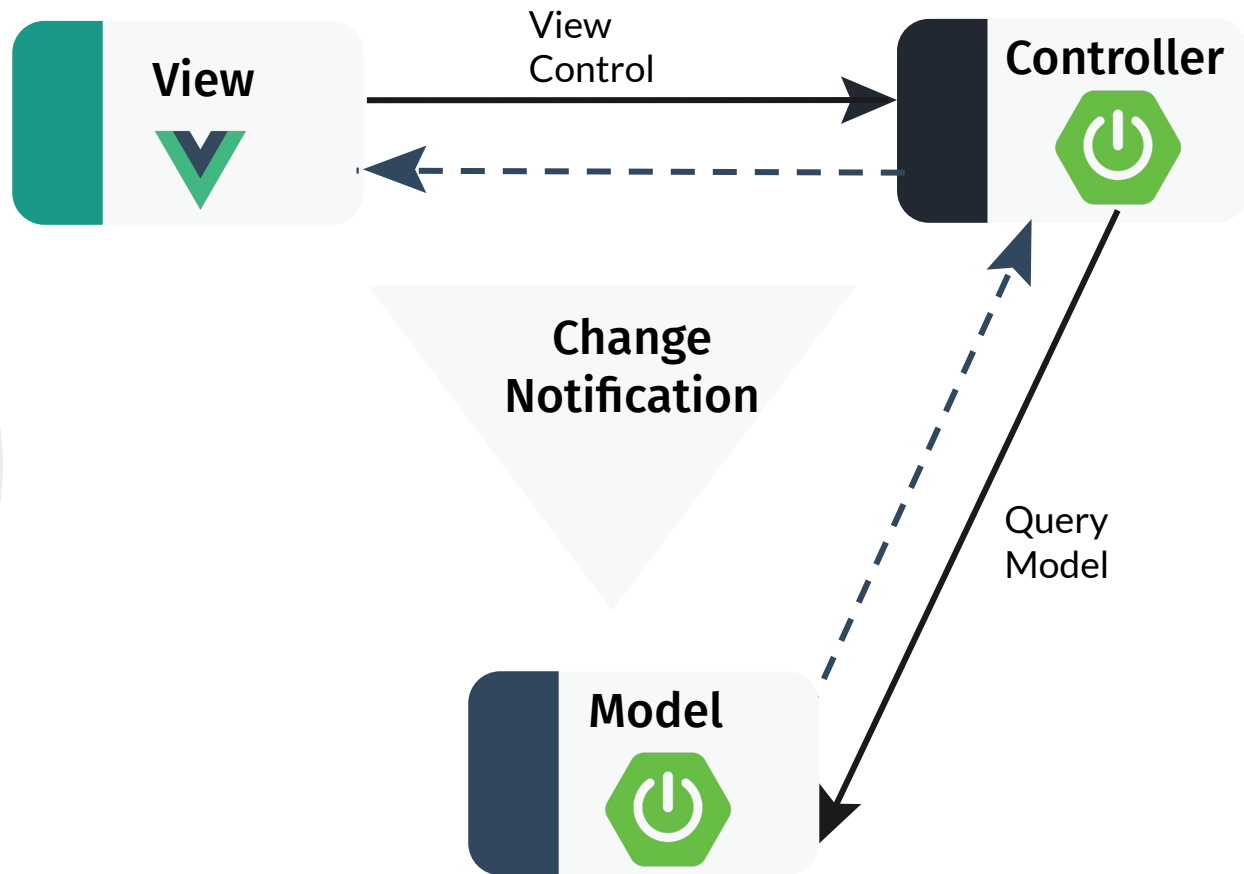 View
Control
View
Controller
Change
Notification
Query
Model
Model